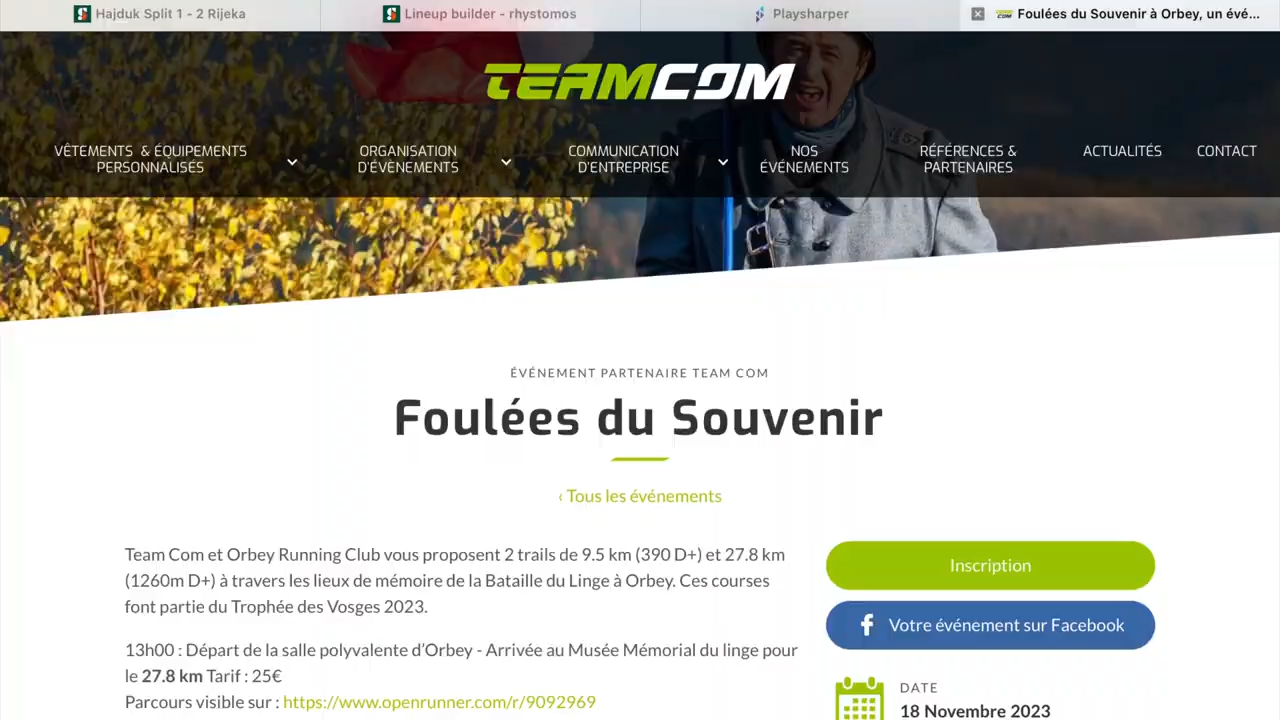 Hajduk Split 1 - 2 Rijeka
Lineup builder - rhystomos
Playsharper
Foulées du Souvenir à Orbey, un évé...
TEAMCOM
VÊTEMENTS & ÉQUIPEMENTS
PERSONNALISÉS
ORGANISATION
D'ÉVÈNEMENTS
COMMUNICATION
D'ENTREPRISE
NOS
ÉVÉNEMENTS
RÉFÉRENCES &
PARTENAIRES
ACTUALITÉS
CONTACT
ÉVÉNEMENT PARTENAIRE TEAM COM
Foulées du Souvenir
‹ Tous les événements
Team Com et Orbey Running Club vous proposent 2 trails de 9.5 km (390 D+) et 27.8 km
(1260m D+) à travers les lieux de mémoire de la Bataille du Linge à Orbey. Ces courses
font partie du Trophée des Vosges 2023.
13h00 : Départ de la salle polyvalente d'Orbey - Arrivée au Musée Mémorial du linge pour
le 27.8 km Tarif : 25€
Parcours visible sur : https://www.openrunner.com/r/9092969
Inscription
Votre événement sur Facebook
DATE
18 Novembre 2023